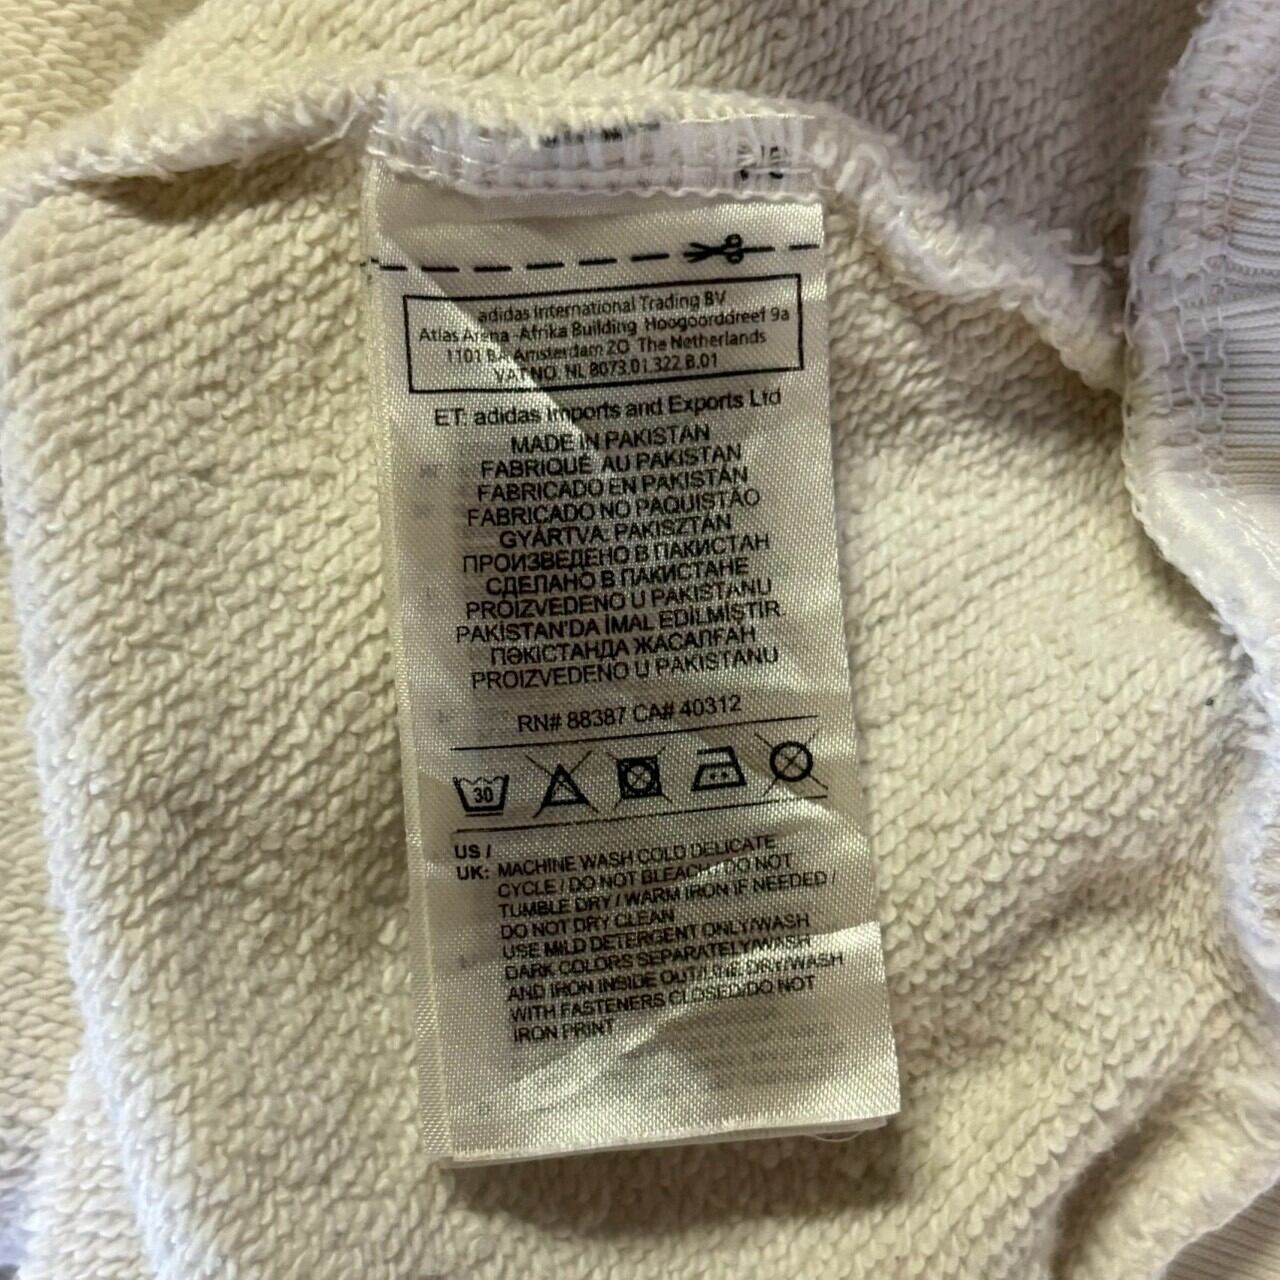 adidas International Trading BV
Atlas Arena -Afrika Building Hoogoorddreef 9a
1101 BA Amsterdam ZO The Netherlands
VAT NO. NL 8073.01.322.B.01
ET: adidas Imports and Exports Ltd
MADE IN PAKISTAN
FABRIQUÉ AU PAKISTAN
FABRICADO EN PAKISTÁN
FABRICADO NO PAQUISTÃO
GYÁRTVA: PAKISZTÁN
ПРОИЗВЕДЕНО В ПАКИСТАН
СДЕЛАНО В ПАКИСТАНЕ
PROIZVEDENO U PAKISTANU
PAKİSTAN'DA İMAL EDİLMİŞTİR.
ПӘКІСТАНДА ЖАСАЛҒАН
PROIZVEDENO U PAKISTANU
RN# 88387 CA# 40312
30
US /
UK: MACHINE WASH COLD DELICATE
CYCLE / DO NOT BLEACH / DO NOT
TUMBLE DRY / WARM IRON IF NEEDED /
DO NOT DRY CLEAN
USE MILD DETERGENT ONLY/WASH
DARK COLORS SEPARATELY/WASH
AND IRON INSIDE OUT/LINE DRY/WASH
WITH FASTENERS CLOSED/DO NOT
IRON PRINT